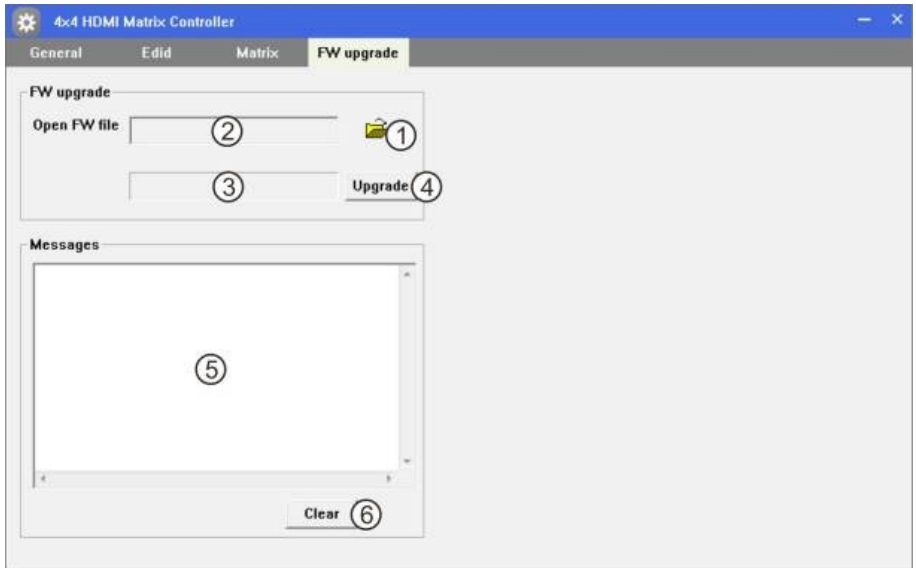 4x4 HDMI Matrix Controller
General Edid Matrix FW upgrade
FW upgrade
Open FW file ② ①
③ Upgrade ④
Messages
⑤
Clear ⑥